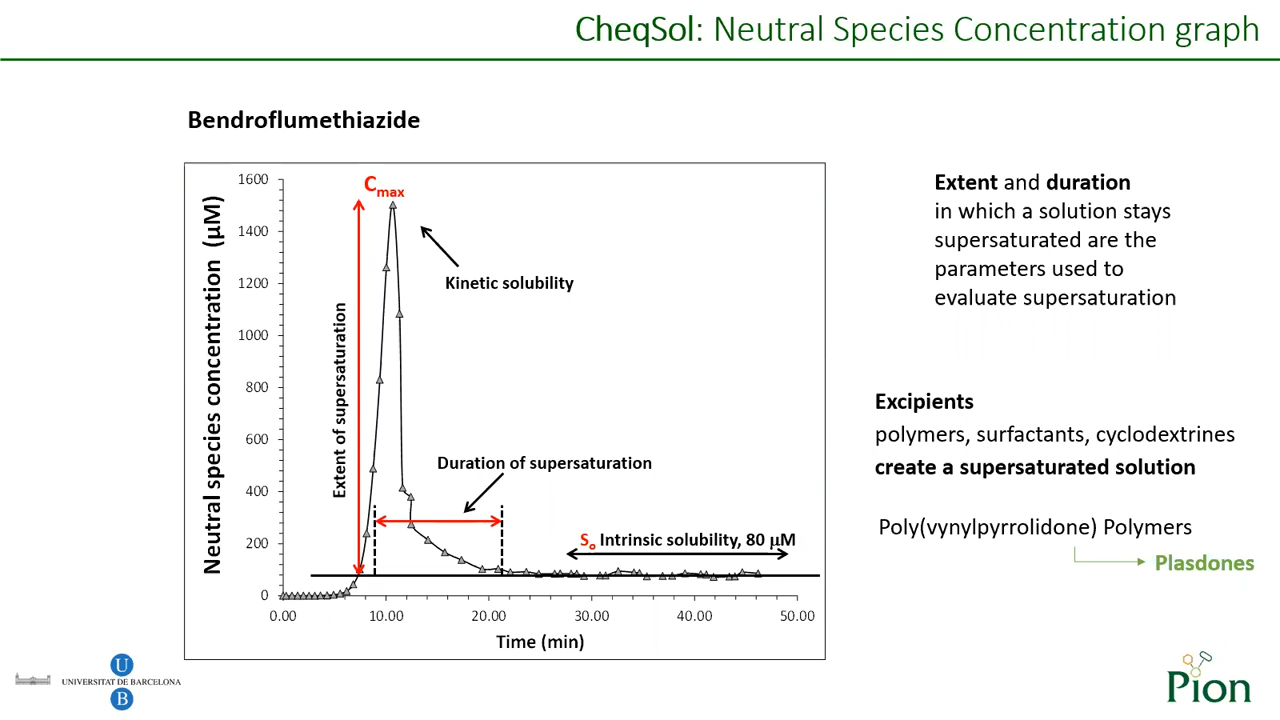 CheqSol: Neutral Species Concentration graph
Bendroflumethiazide
Neutral species concentration (µM)
1600
1400
1200
1000
800
600
400
200
0
0.00 10.00 20.00 30.00 40.00 50.00
Time (min)
Cmax
Kinetic solubility
Extent of supersaturation
Duration of supersaturation
So Intrinsic solubility, 80 µM
Extent and duration
in which a solution stays
supersaturated are the
parameters used to
evaluate supersaturation
Excipients
polymers, surfactants, cyclodextrines
create a supersaturated solution
Poly(vynylpyrrolidone) Polymers
Plasdones
U
UNIVERSITAT DE BARCELONA
B
Pion